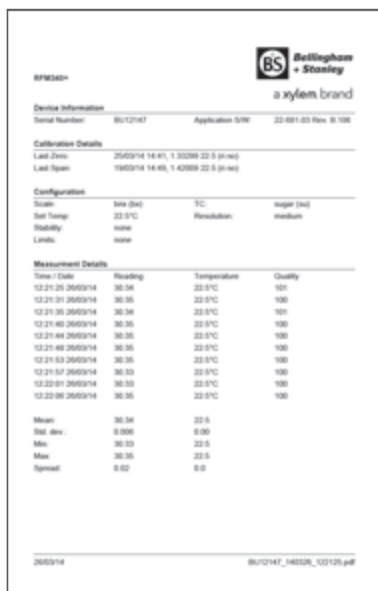 BS Bellingham + Stanley
RFM340+
a xylem brand
Device Information
Serial Number: BU12147 Application S/W: 22-681-03 Rev. B.106
Calibration Details
Last Zero: 25/03/14 14:41, 1.33299 22.5 (ri no)
Last Span: 19/03/14 14:49, 1.42009 22.5 (ri no)
Configuration
Scale: brix (bx) TC: sugar (su)
Set Temp: 22.5°C Resolution: medium
Stability: none
Limits: none
Measurment Details
Time / Date Reading Temperature Quality
12:21:25 26/03/14 30.34 22.5°C 101
12:21:31 26/03/14 30.35 22.5°C 100
12:21:35 26/03/14 30.34 22.5°C 101
12:21:40 26/03/14 30.35 22.5°C 100
12:21:44 26/03/14 30.35 22.5°C 100
12:21:48 26/03/14 30.35 22.5°C 100
12:21:53 26/03/14 30.35 22.5°C 100
12:21:57 26/03/14 30.33 22.5°C 100
12:22:01 26/03/14 30.33 22.5°C 100
12:22:06 26/03/14 30.35 22.5°C 100
Mean: 30.34 22.5
Std. dev.: 0.006 0.00
Min: 30.33 22.5
Max: 30.35 22.5
Spread: 0.02 0.0
26/03/14 BU12147_140326_122125.pdf